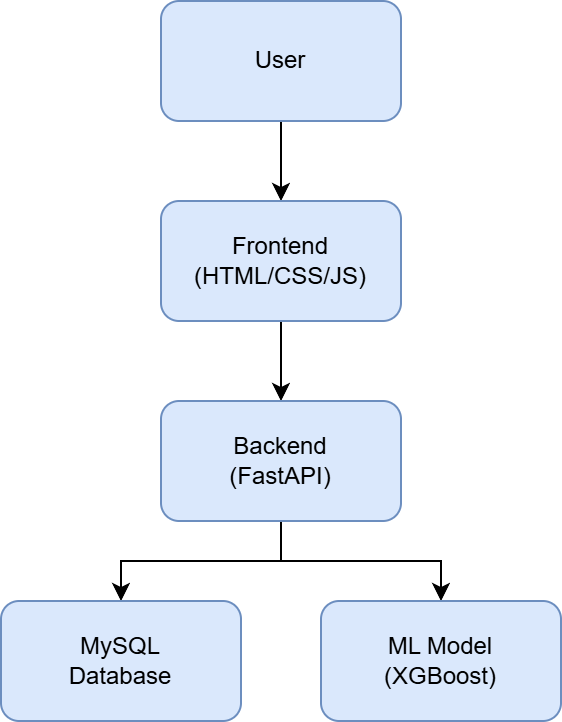 User
Frontend
(HTML/CSS/JS)
Backend
(FastAPI)
MySQL
Database
ML Model
(XGBoost)